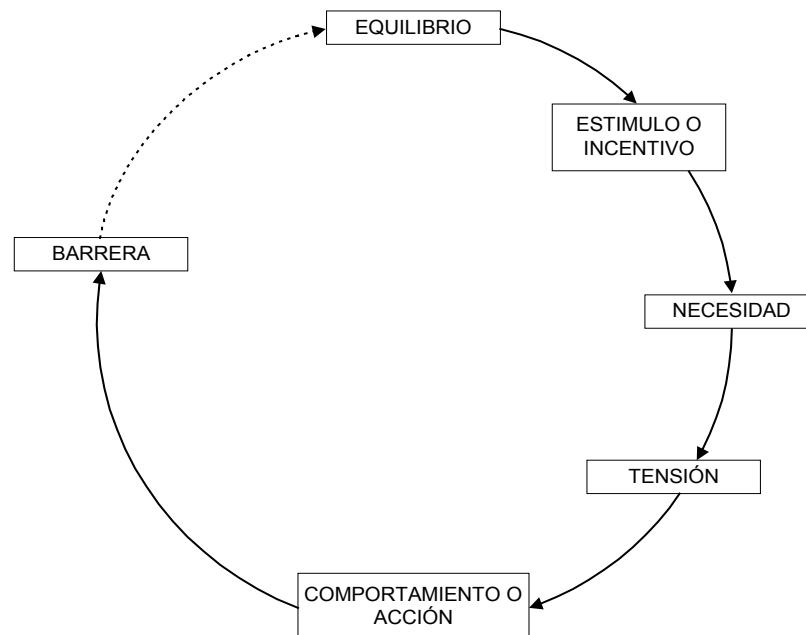 EQUILIBRIO
ESTIMULO O
INCENTIVO
NECESIDAD
TENSIÓN
COMPORTAMIENTO O
ACCIÓN
BARRERA